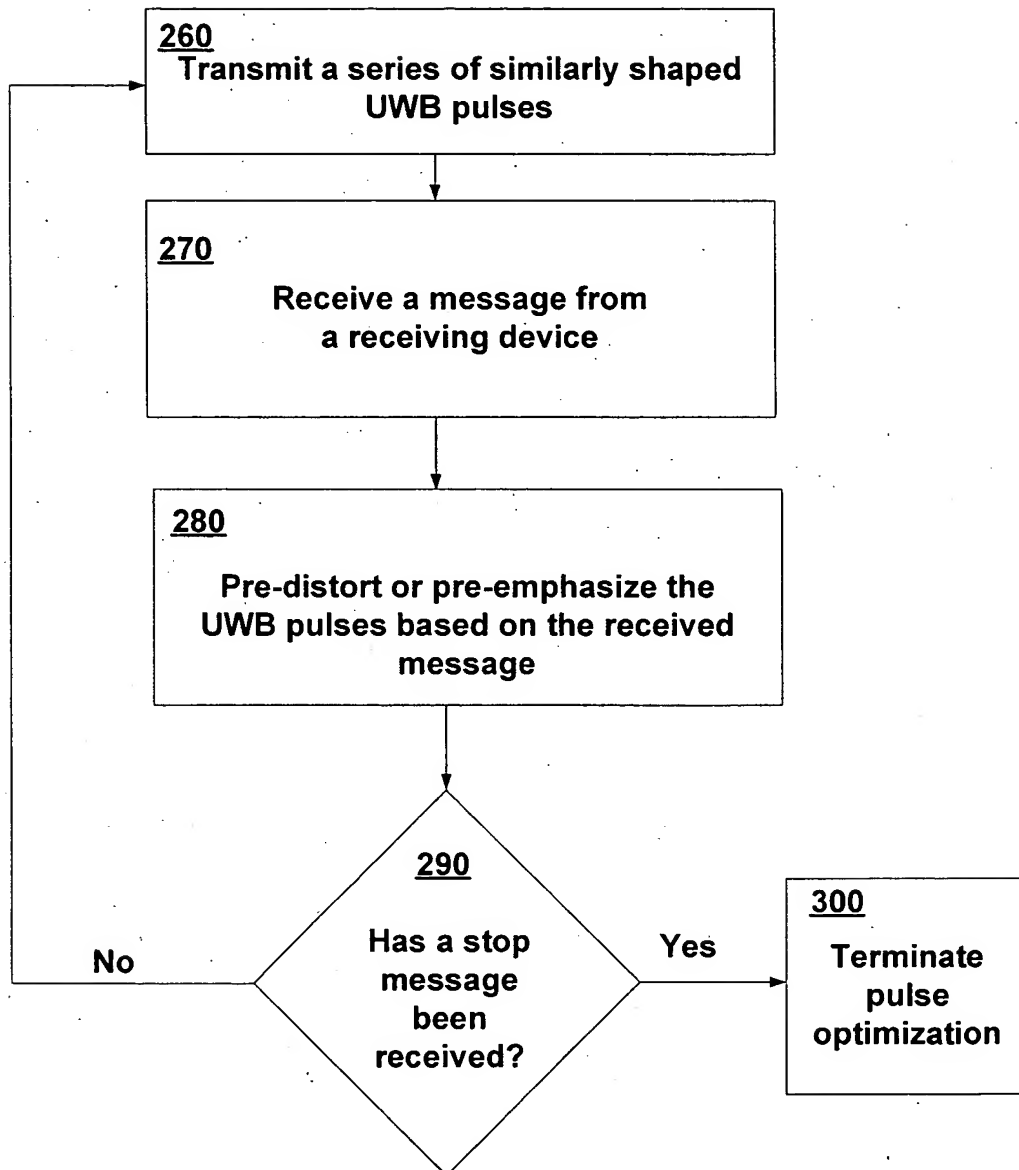 260
Transmit a series of similarly shaped
UWB pulses
270
Receive a message from
a receiving device
280
Pre-distort or pre-emphasize the
UWB pulses based on the received
message
290
Has a stop
message
been
received?
No
Yes
300
Terminate
pulse
optimization